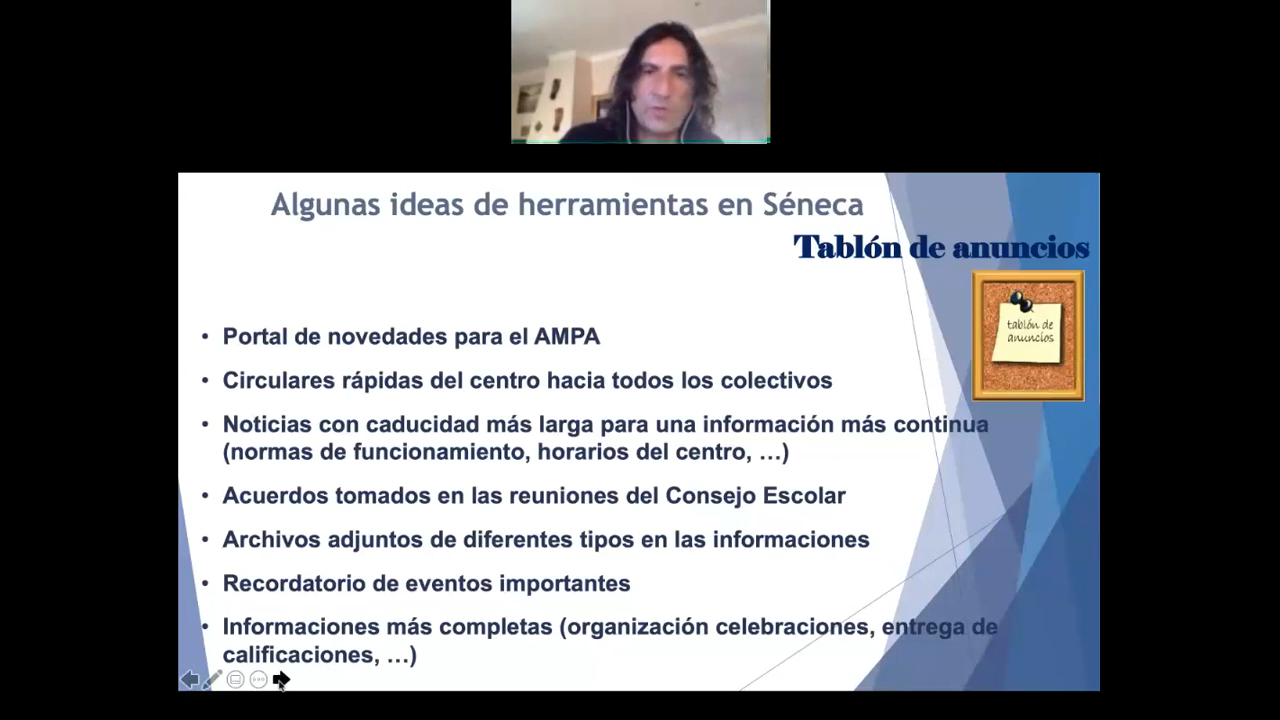 Algunas ideas de herramientas en Séneca
Tablón de anuncios
tablón de
anuncios
• Portal de novedades para el AMPA
• Circulares rápidas del centro hacia todos los colectivos
• Noticias con caducidad más larga para una información más continua
(normas de funcionamiento, horarios del centro, …)
• Acuerdos tomados en las reuniones del Consejo Escolar
• Archivos adjuntos de diferentes tipos en las informaciones
• Recordatorio de eventos importantes
• Informaciones más completas (organización celebraciones, entrega de
calificaciones, …)